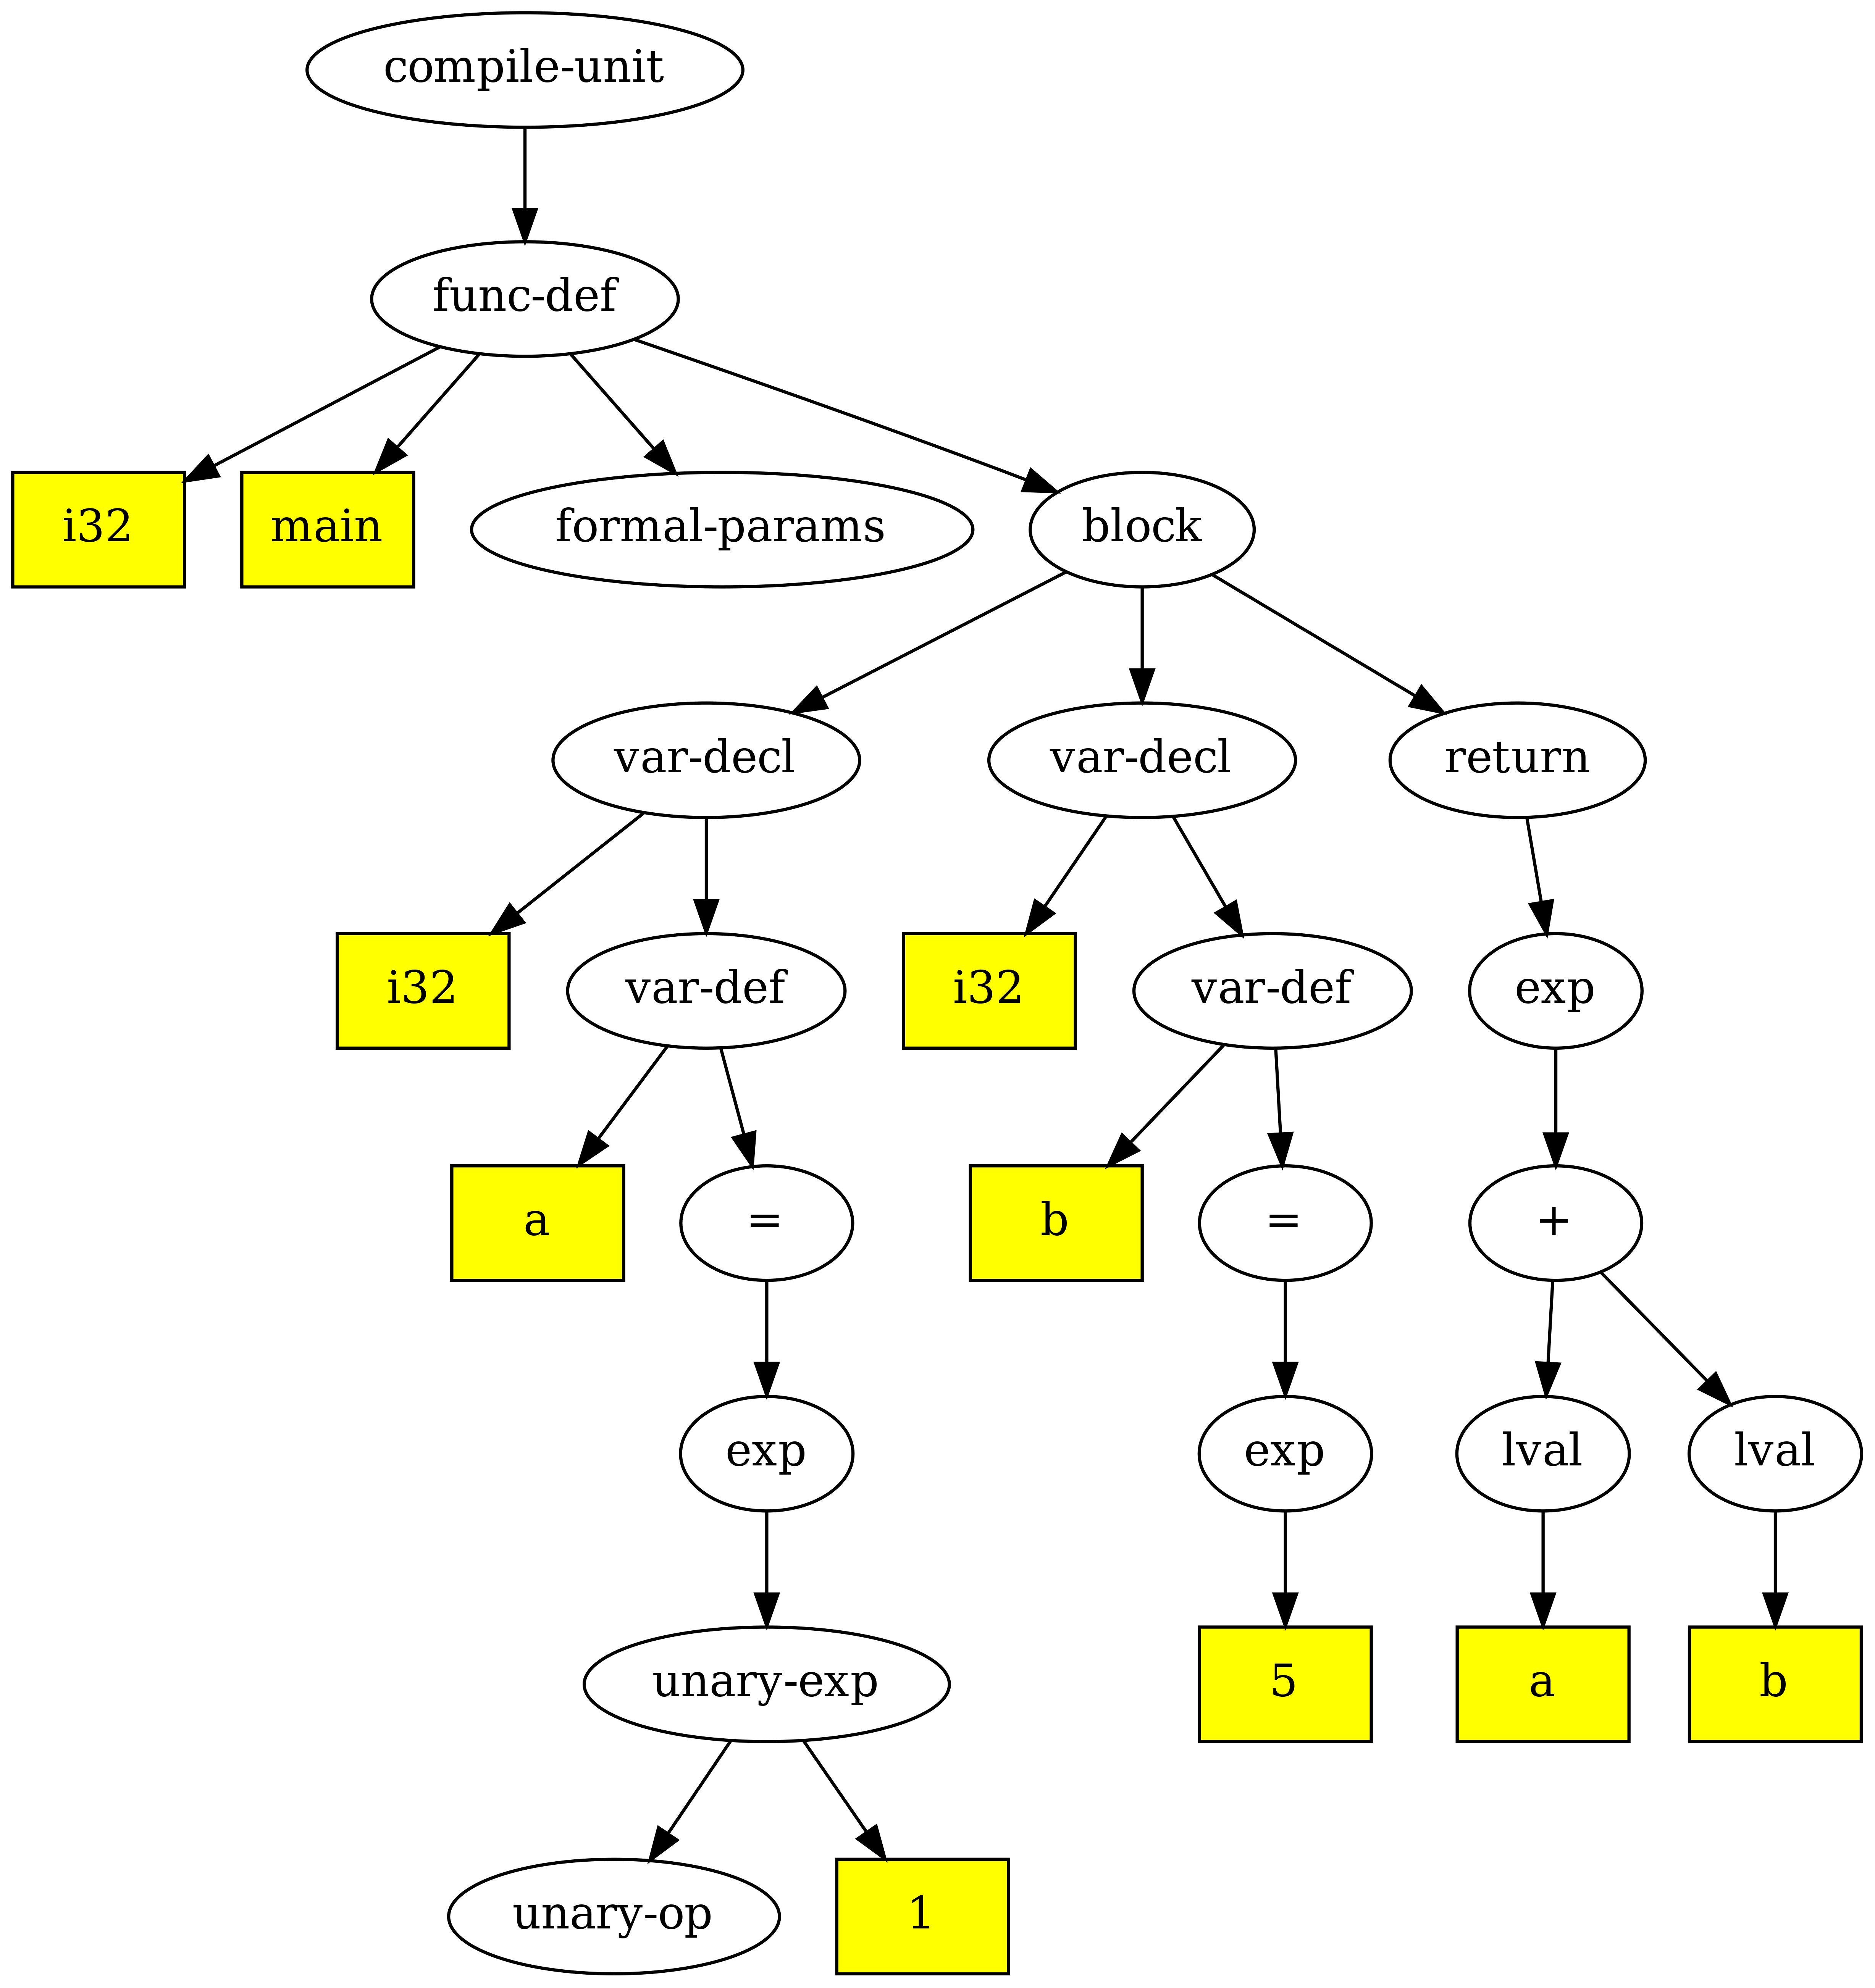 compile-unit
func-def
i32
main
formal-params
block
var-decl
var-decl
return
i32
var-def
i32
var-def
exp
a
=
b
=
+
exp
exp
lval
lval
unary-exp
5
a
b
unary-op
1